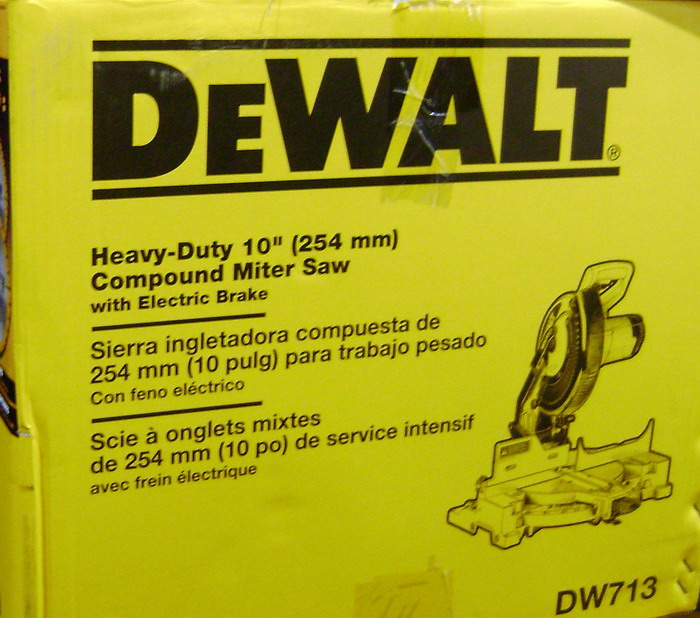 DEWALT®
Heavy-Duty 10" (254 mm)
Compound Miter Saw
with Electric Brake
Sierra ingletadora compuesta de
254 mm (10 pulg) para trabajo pesado
Con feno eléctrico
Scie à onglets mixtes
de 254 mm (10 po) de service intensif
avec frein électrique
DW713